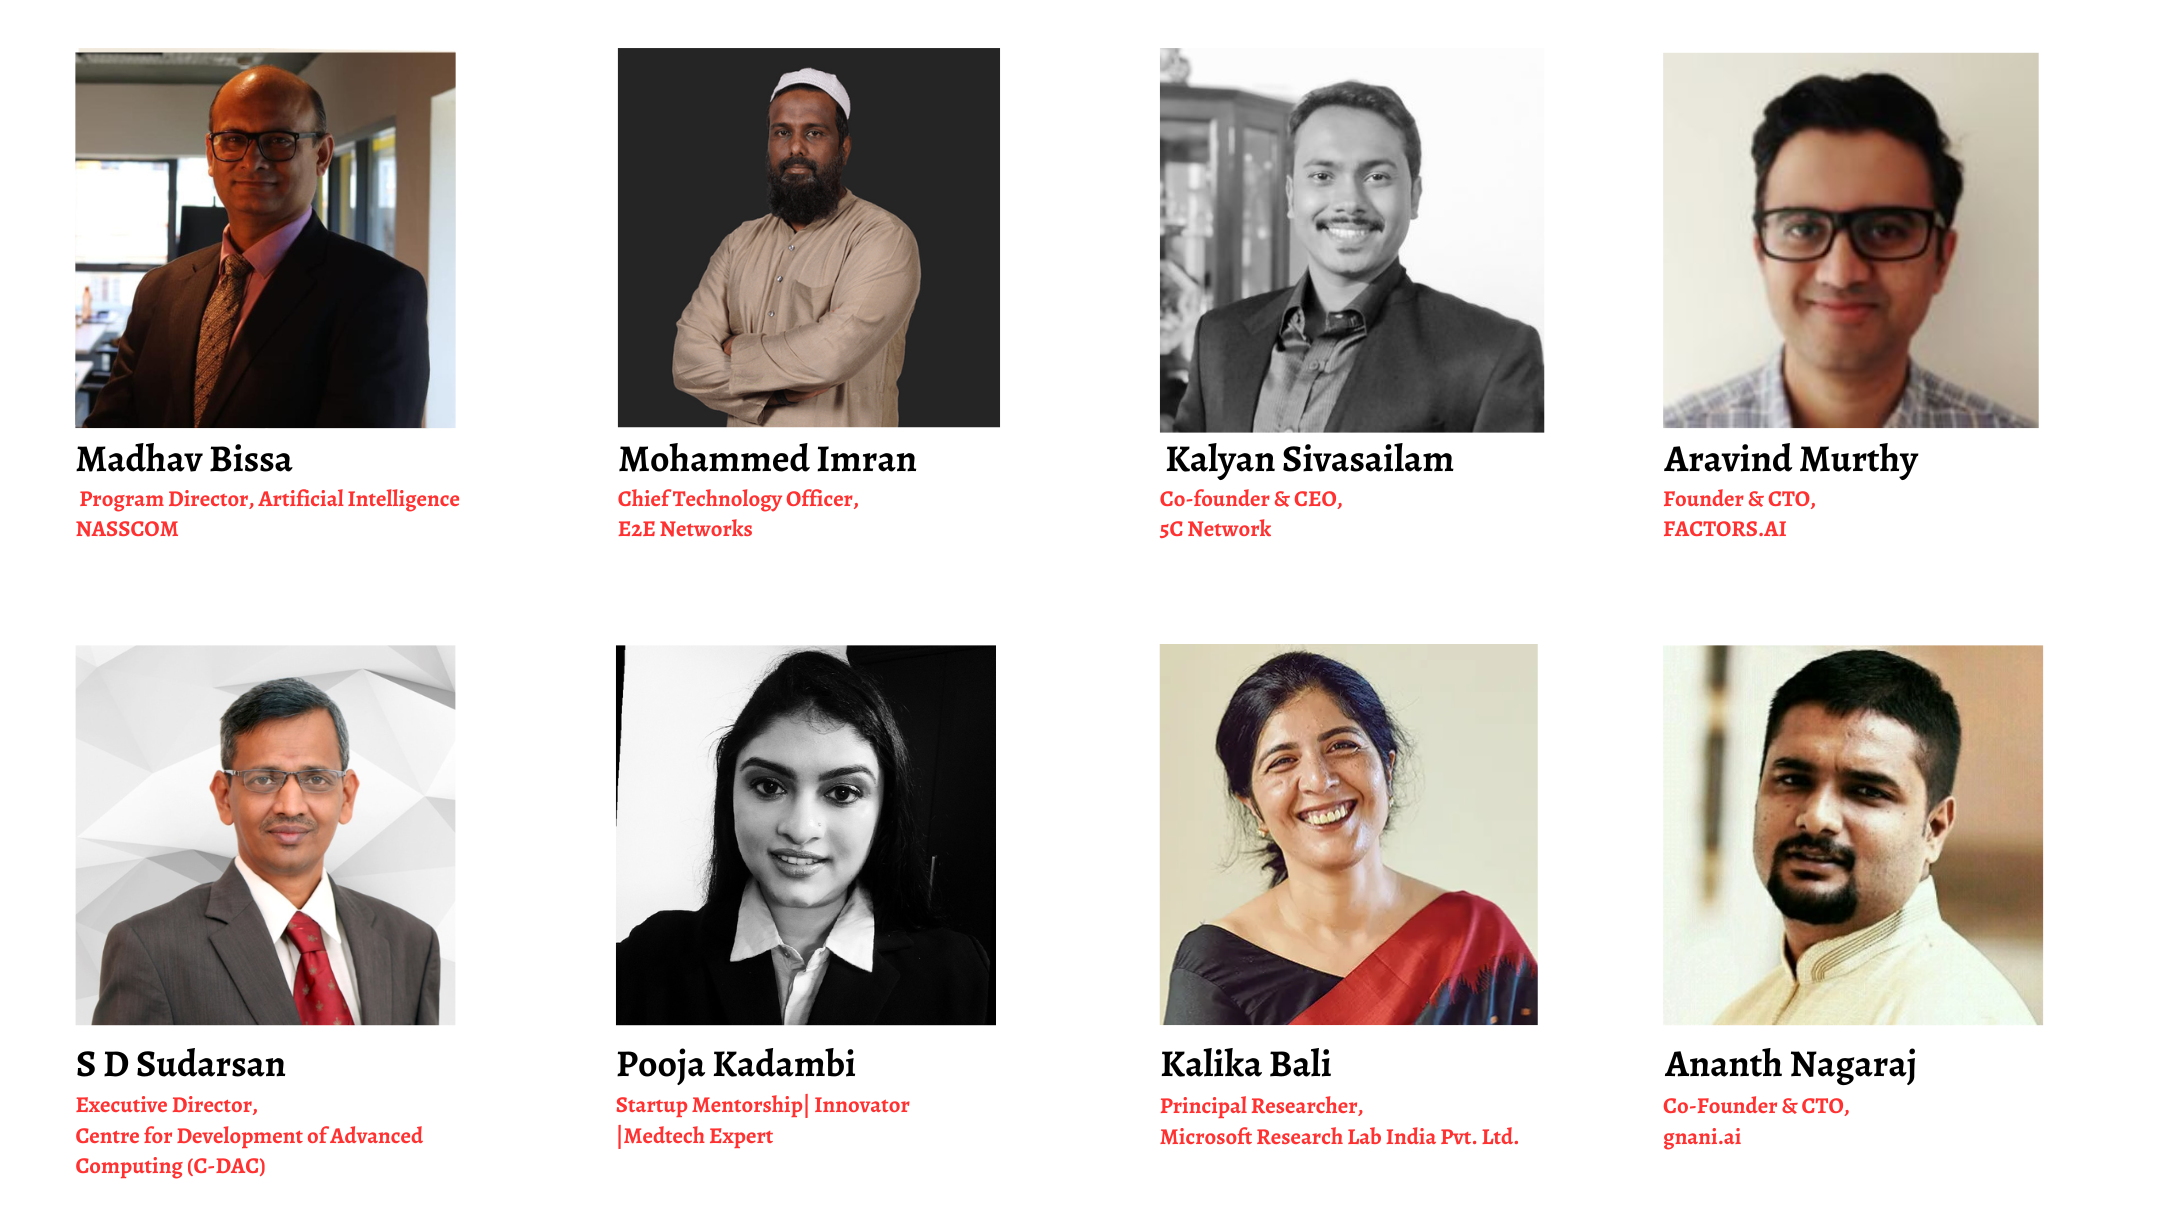 Madhav Bissa
Program Director, Artificial Intelligence
NASSCOM
Mohammed Imran
Chief Technology Officer,
E2E Networks
Kalyan Sivasailam
Co-founder & CEO,
5C Network
Aravind Murthy
Founder & CTO,
FACTORS.AI
S D Sudarsan
Executive Director,
Centre for Development of Advanced
Computing (C-DAC)
Pooja Kadambi
Startup Mentorship| Innovator
|Medtech Expert
Kalika Bali
Principal Researcher,
Microsoft Research Lab India Pvt. Ltd.
Ananth Nagaraj
Co-Founder & CTO,
gnani.ai